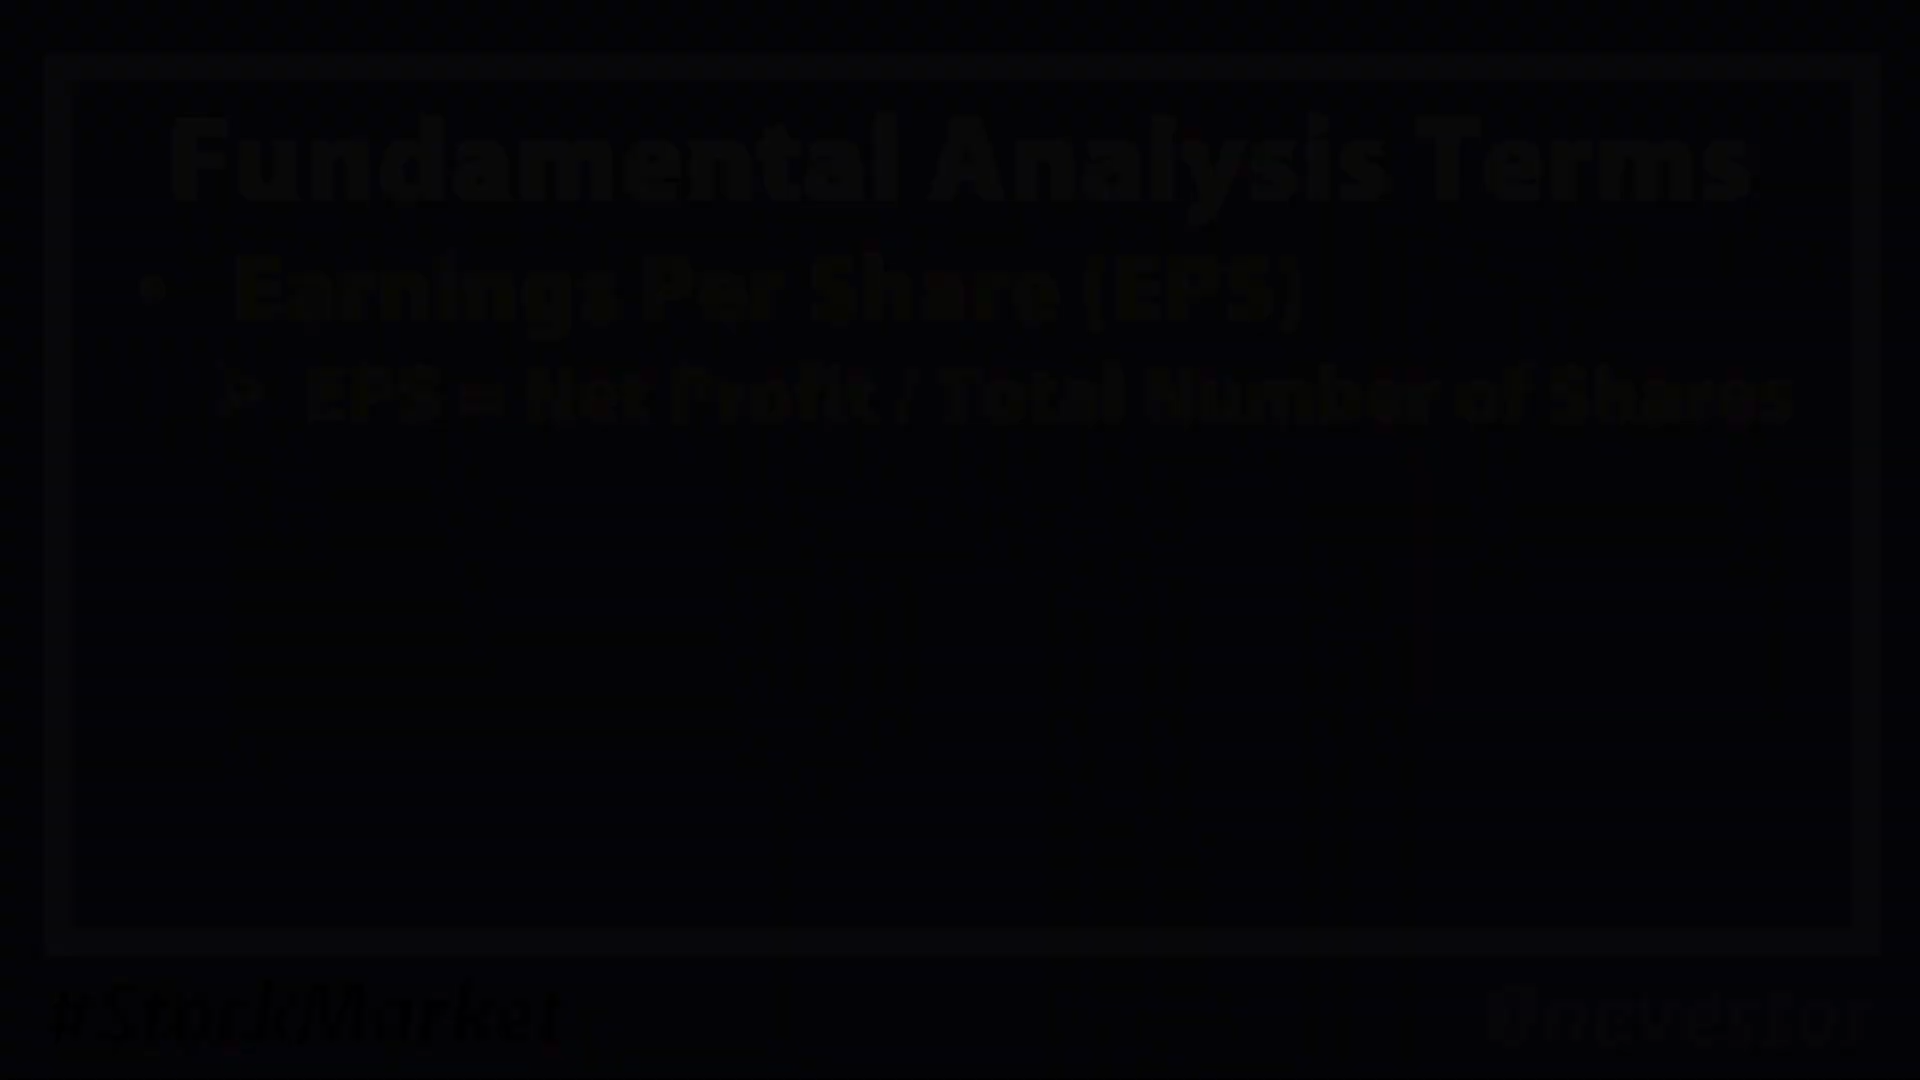 Fundamental Analysis Terms
• Earnings Per Share (EPS)
➢ EPS = Net Profit / Total Number of Shares
#StockMarket